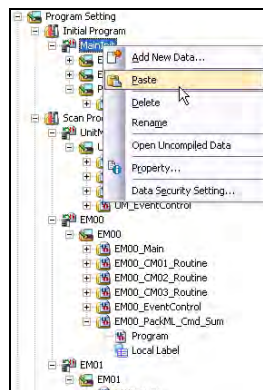 Program Setting
Initial Program
MainIni
Add New Data...
Paste
Delete
Rename
Open Uncompiled Data
Property...
Data Security Setting...
Scan Pro
UnitM
UM_EventControl
EM00
EM00
EM00_Main
EM00_CM01_Routine
EM00_CM02_Routine
EM00_CM03_Routine
EM00_EventControl
EM00_PackML_Cmd_Sum
Program
Local Label
EM01
EM01